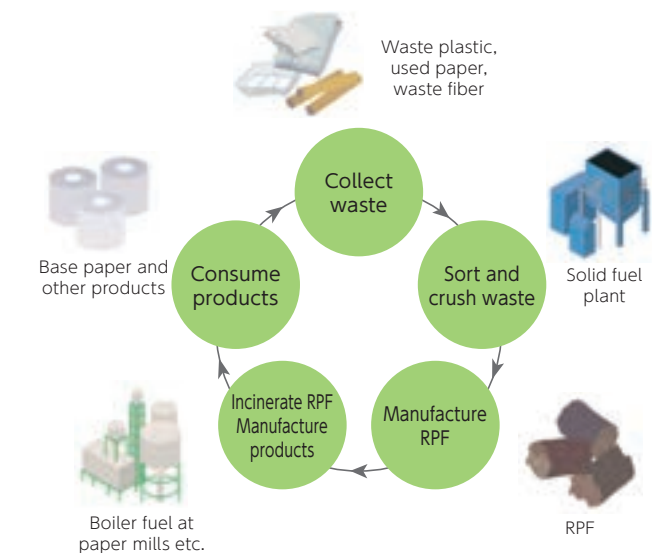 Waste plastic,
used paper,
waste fiber
Collect
waste
Sort and
crush waste
Solid fuel
plant
Manufacture
RPF
RPF
Incinerate RPF
Manufacture
products
Boiler fuel at
paper mills etc.
Consume
products
Base paper and
other products